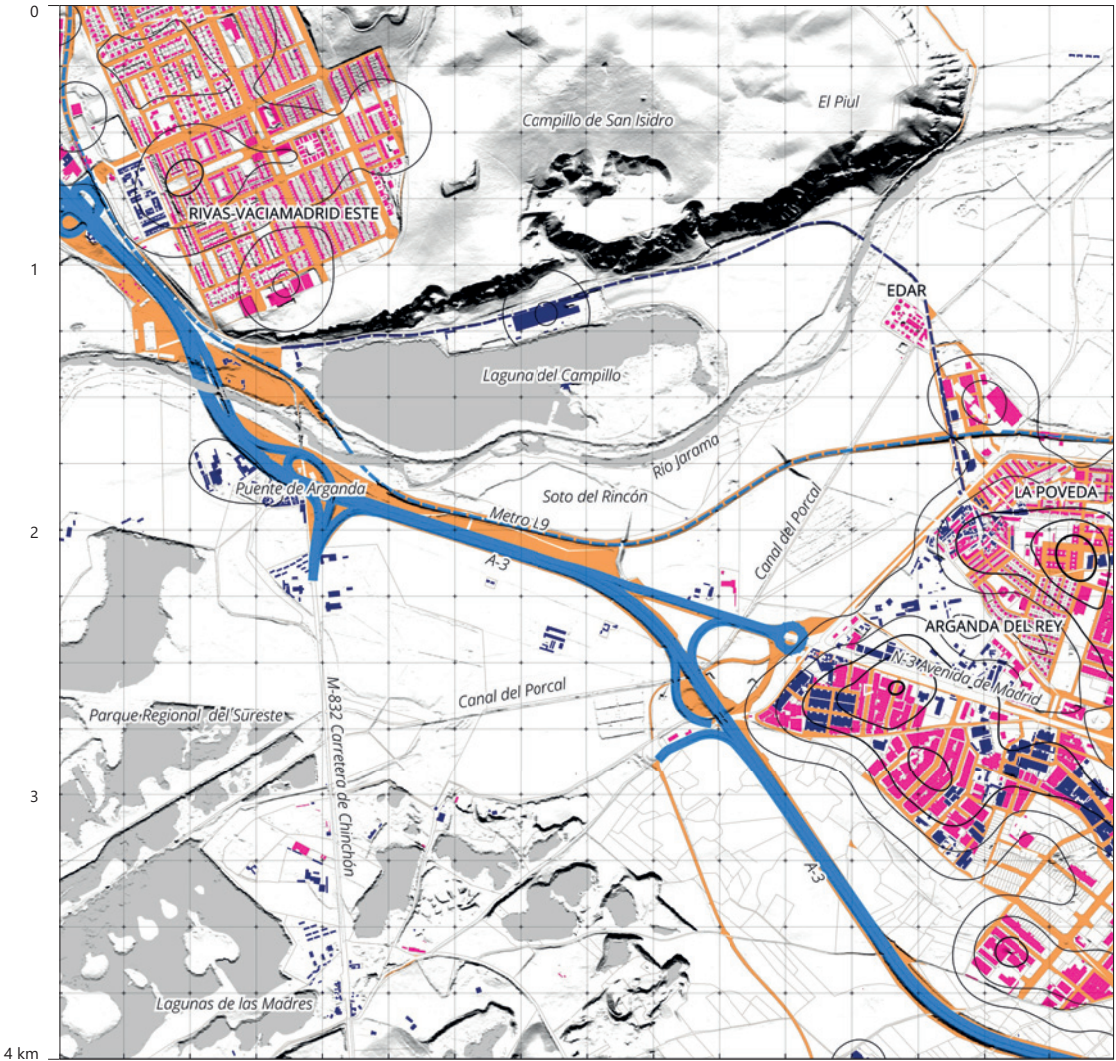 0
El Piul
Campillo de San Isidro
RIVAS-VACIAMADRID ESTE
1
EDAR
Laguna del Campillo
Río Jarama
Puente de Arganda
Soto del Rincón
LA POVEDA
Metro L9
2
Canal del Porcal
A-3
ARGANDA DEL REY
N-3 Avenida de Madrid
Canal del Porcal
M-832 Carretera de Chinchón
Parque Regional del Sureste
3
A-3
Lagunas de las Madres
4 km